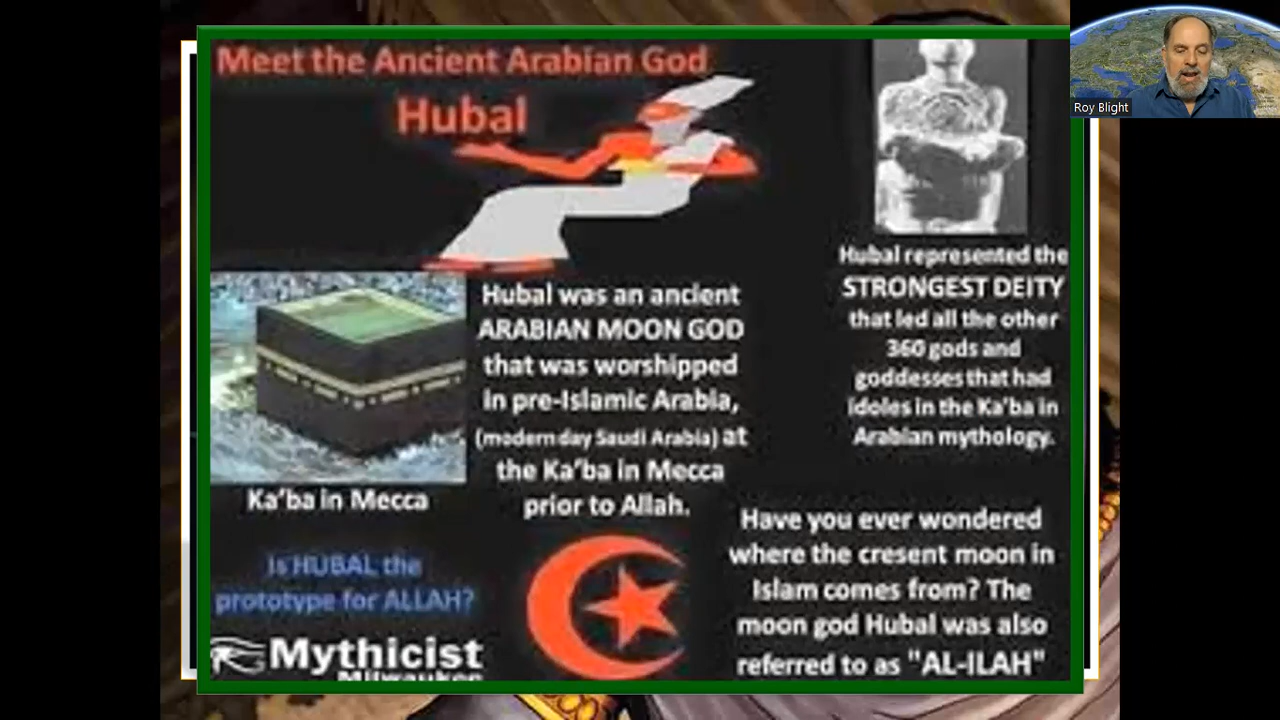 Meet the Ancient Arabian God
Hubal
Roy Blight
Hubal represented the
STRONGEST DEITY
that led all the other
360 gods and
goddesses that had
idoles in the Ka'ba in
Arabian mythology.
Hubal was an ancient
ARABIAN MOON GOD
that was worshipped
in pre-Islamic Arabia,
(modern day Saudi Arabia) at
the Ka'ba in Mecca
prior to Allah.
Ka'ba in Mecca
Is HUBAL the
prototype for ALLAH?
Mythicist
Milwaukee
Have you ever wondered
where the cresent moon in
Islam comes from? The
moon god Hubal was also
referred to as "AL-ILAH"